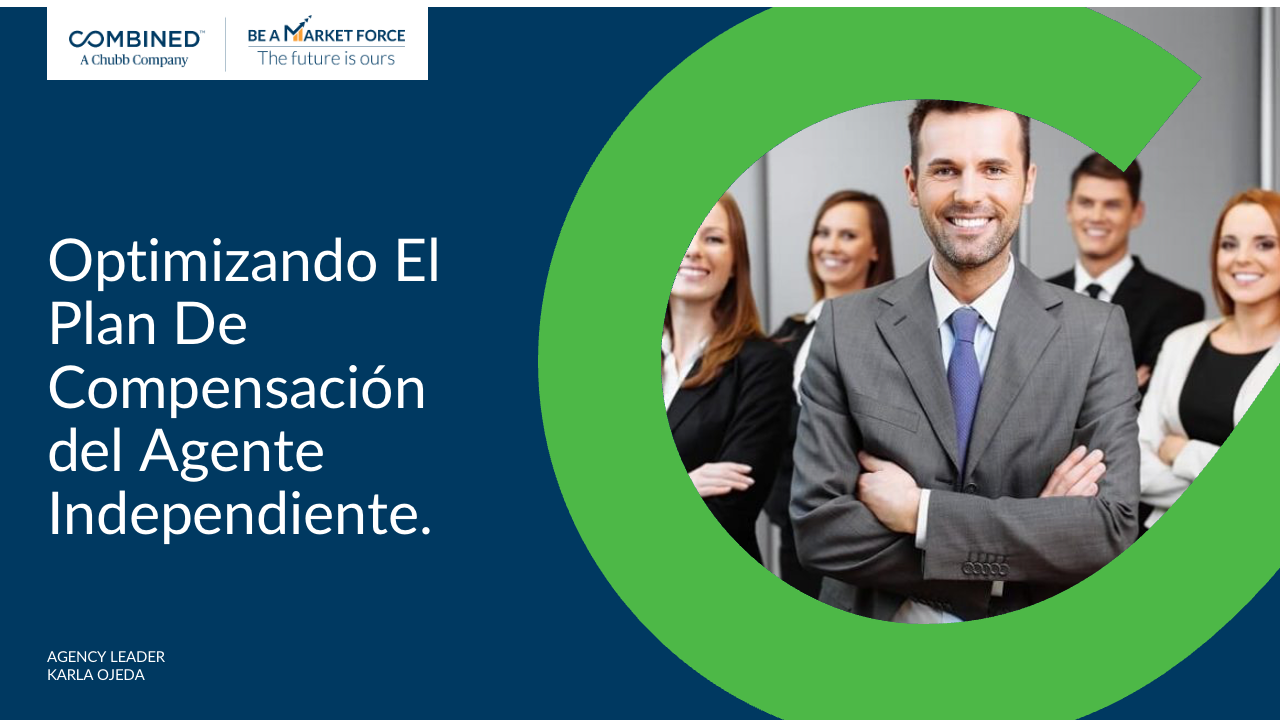 COMBINED™
A Chubb Company
BE A MARKET FORCE
The future is ours
Optimizando El
Plan De
Compensación
del Agente
Independiente.
AGENCY LEADER
KARLA OJEDA